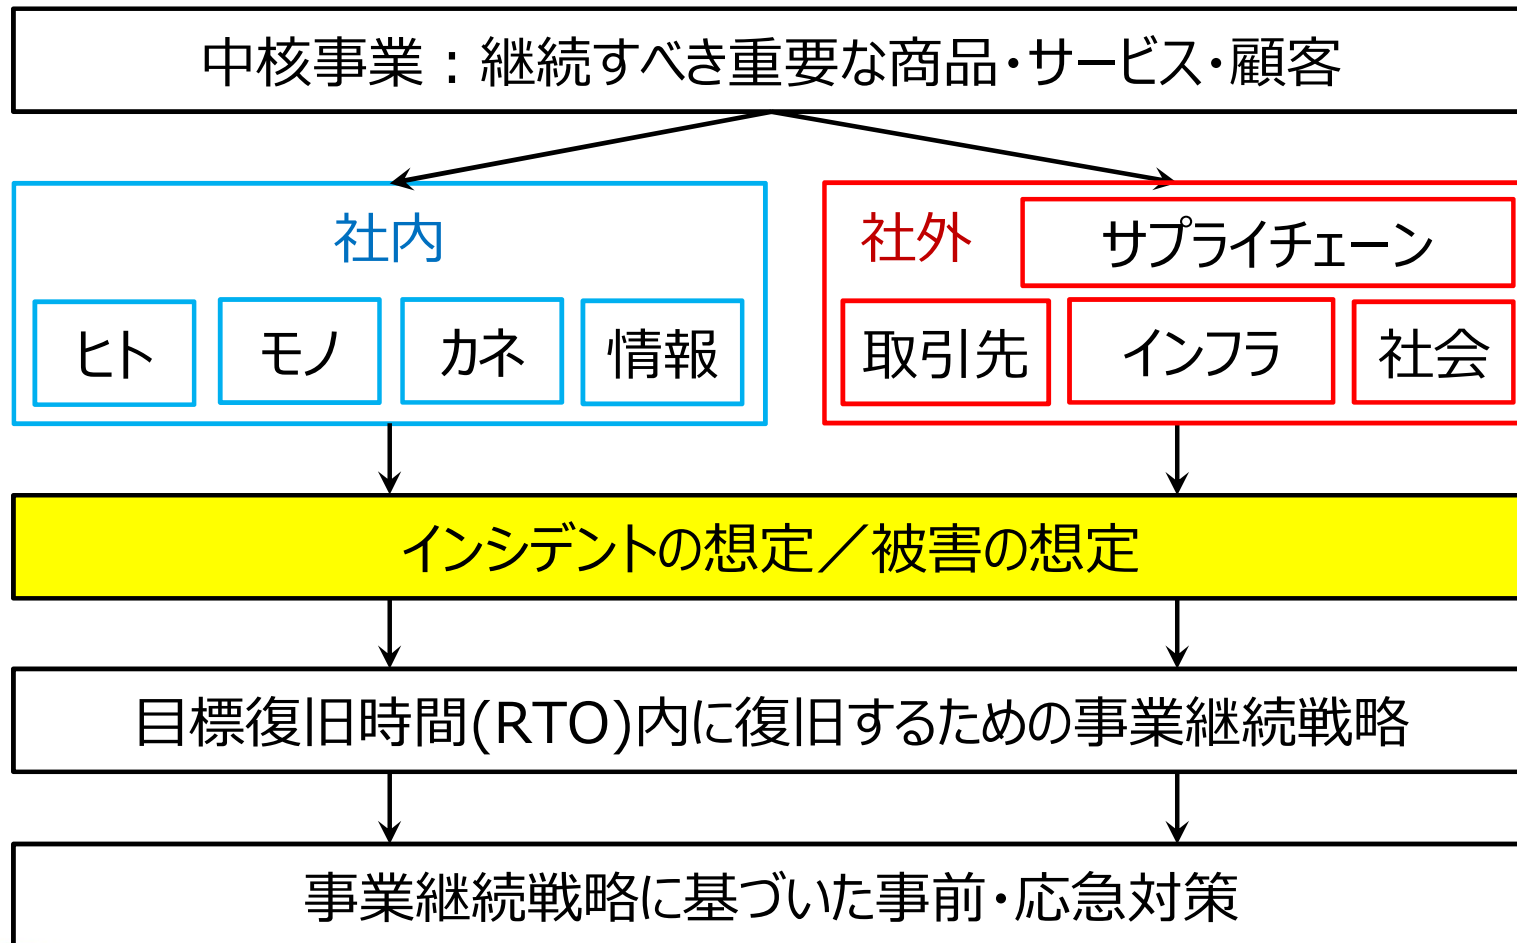 中核事業：継続すべき重要な商品・サービス・顧客
社内
社外
サプライチェーン
ヒト
モノ
カネ
情報
取引先
インフラ
社会
インシデントの想定／被害の想定
目標復旧時間(RTO)内に復旧するための事業継続戦略
事業継続戦略に基づいた事前・応急対策